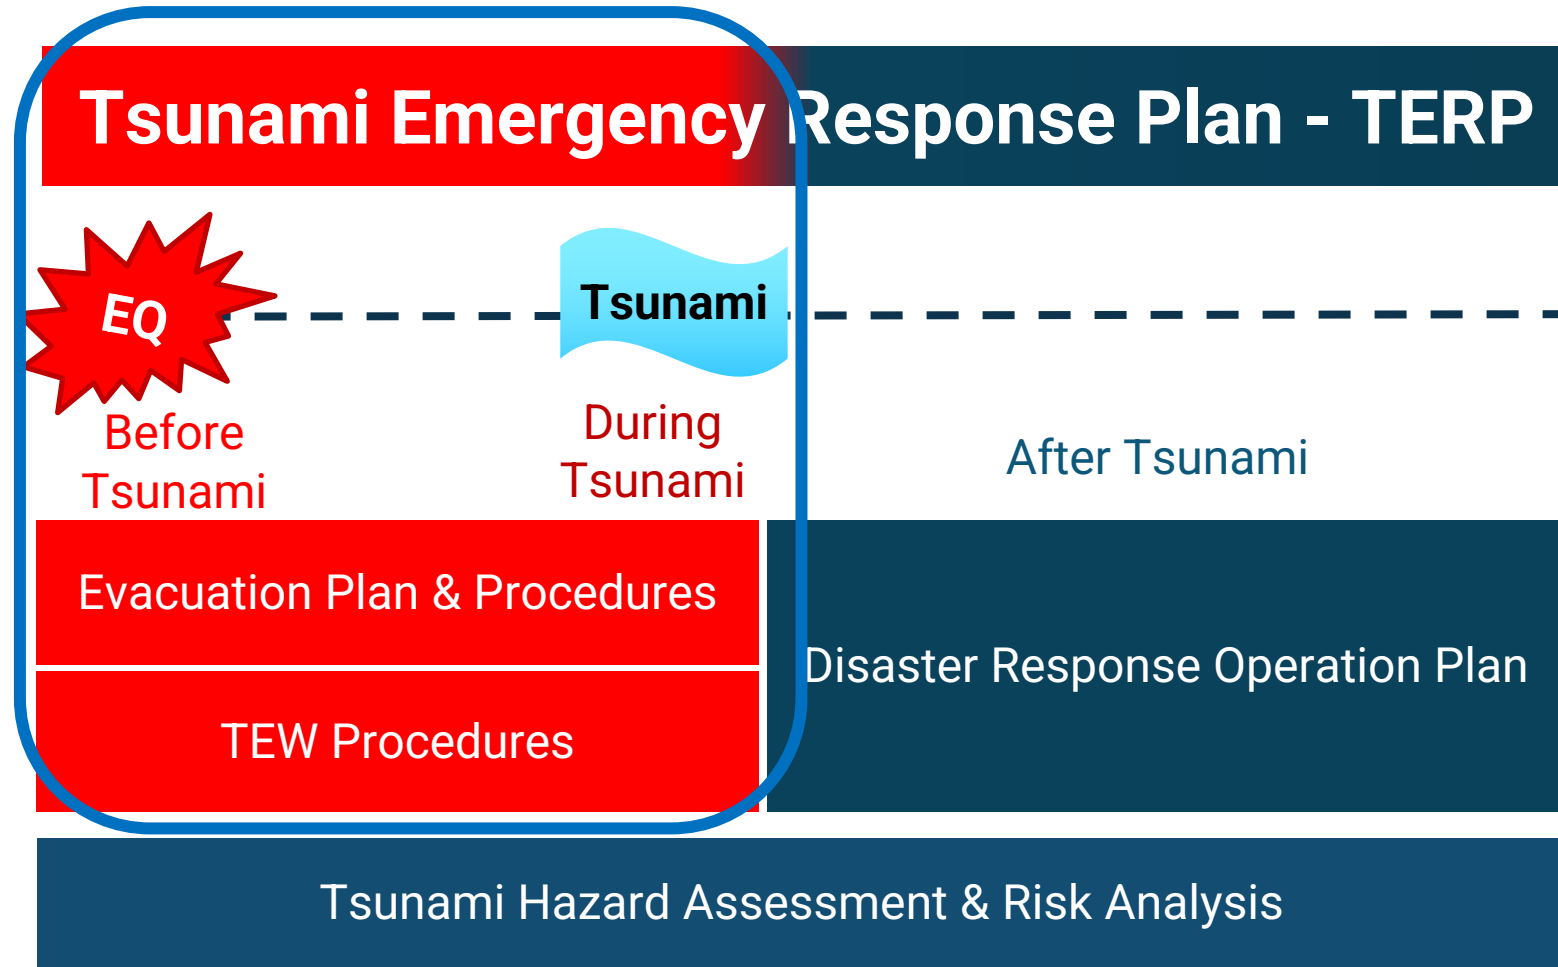 Tsunami Emergency Response Plan - TERP
EQ
Tsunami
Before
Tsunami
During
Tsunami
After Tsunami
Evacuation Plan & Procedures
TEW Procedures
Disaster Response Operation Plan
Tsunami Hazard Assessment & Risk Analysis